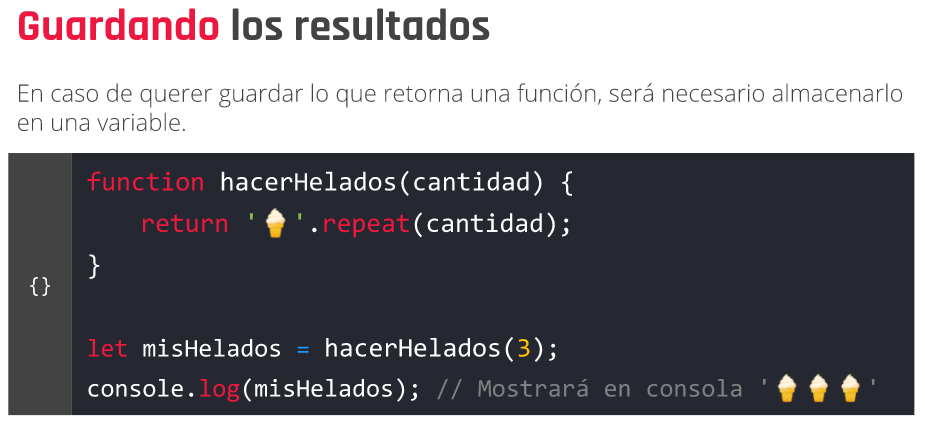 Guardando los resultados
En caso de querer guardar lo que retorna una función, será necesario almacenarlo
en una variable.
function hacerHelados(cantidad) {
return '🍦'.repeat(cantidad);
}
{}
let misHelados = hacerHelados(3);
console.log(misHelados); // Mostrará en consola '🍦🍦🍦'